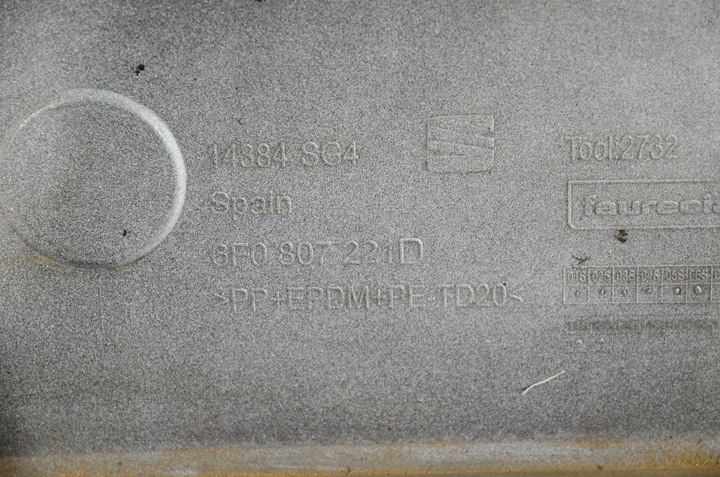 14384 SG4
Tool:2732
Spain
faurecia
6F0 807 221D
>PP+EPDM+PE-TD20<